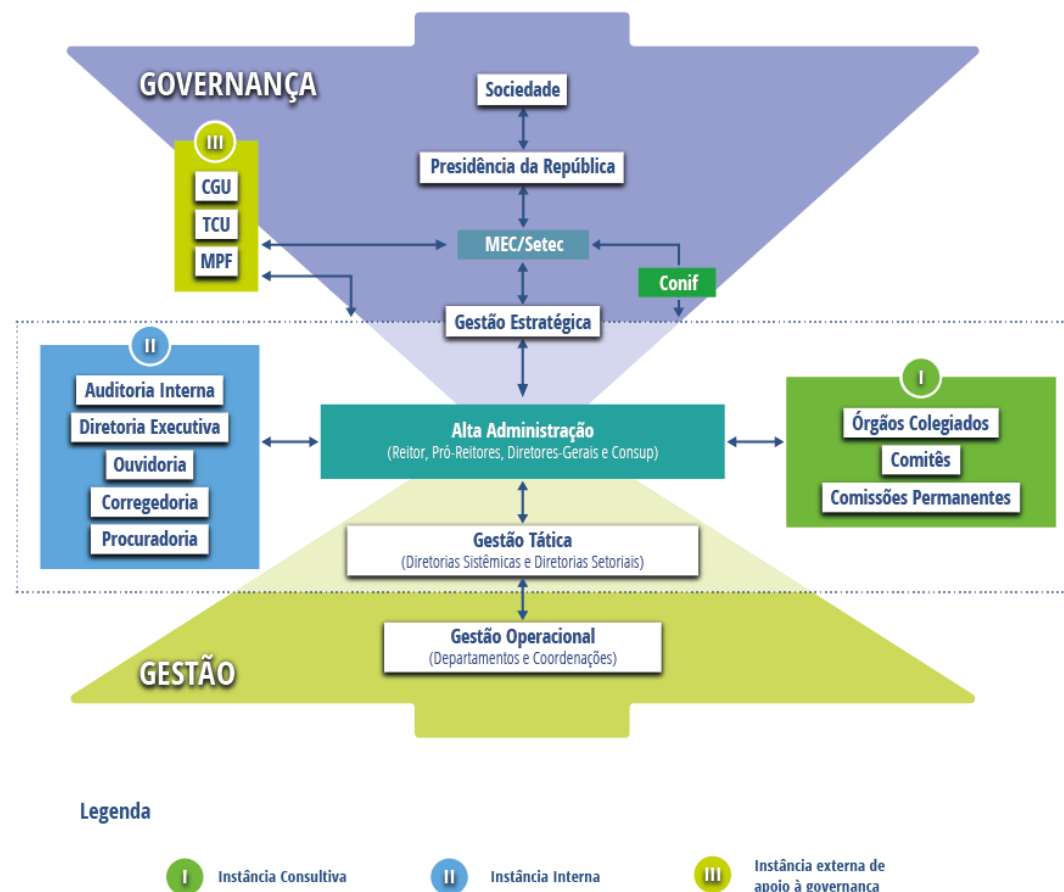 GOVERNANÇA
Sociedade
III
CGU
TCU
MPF
Presidência da República
MEC/Setec
Conif
Gestão Estratégica
II
Auditoria Interna
Diretoria Executiva
Ouvidoria
Corregedoria
Procuradoria
Alta Administração
(Reitor, Pró-Reitores, Diretores-Gerais e Consup)
I
Órgãos Colegiados
Comitês
Comissões Permanentes
Gestão Tática
(Diretorias Sistêmicas e Diretorias Setoriais)
Gestão Operacional
(Departamentos e Coordenações)
GESTÃO
Legenda
I Instância Consultiva
II Instância Interna
III Instância externa de
apoio à governança